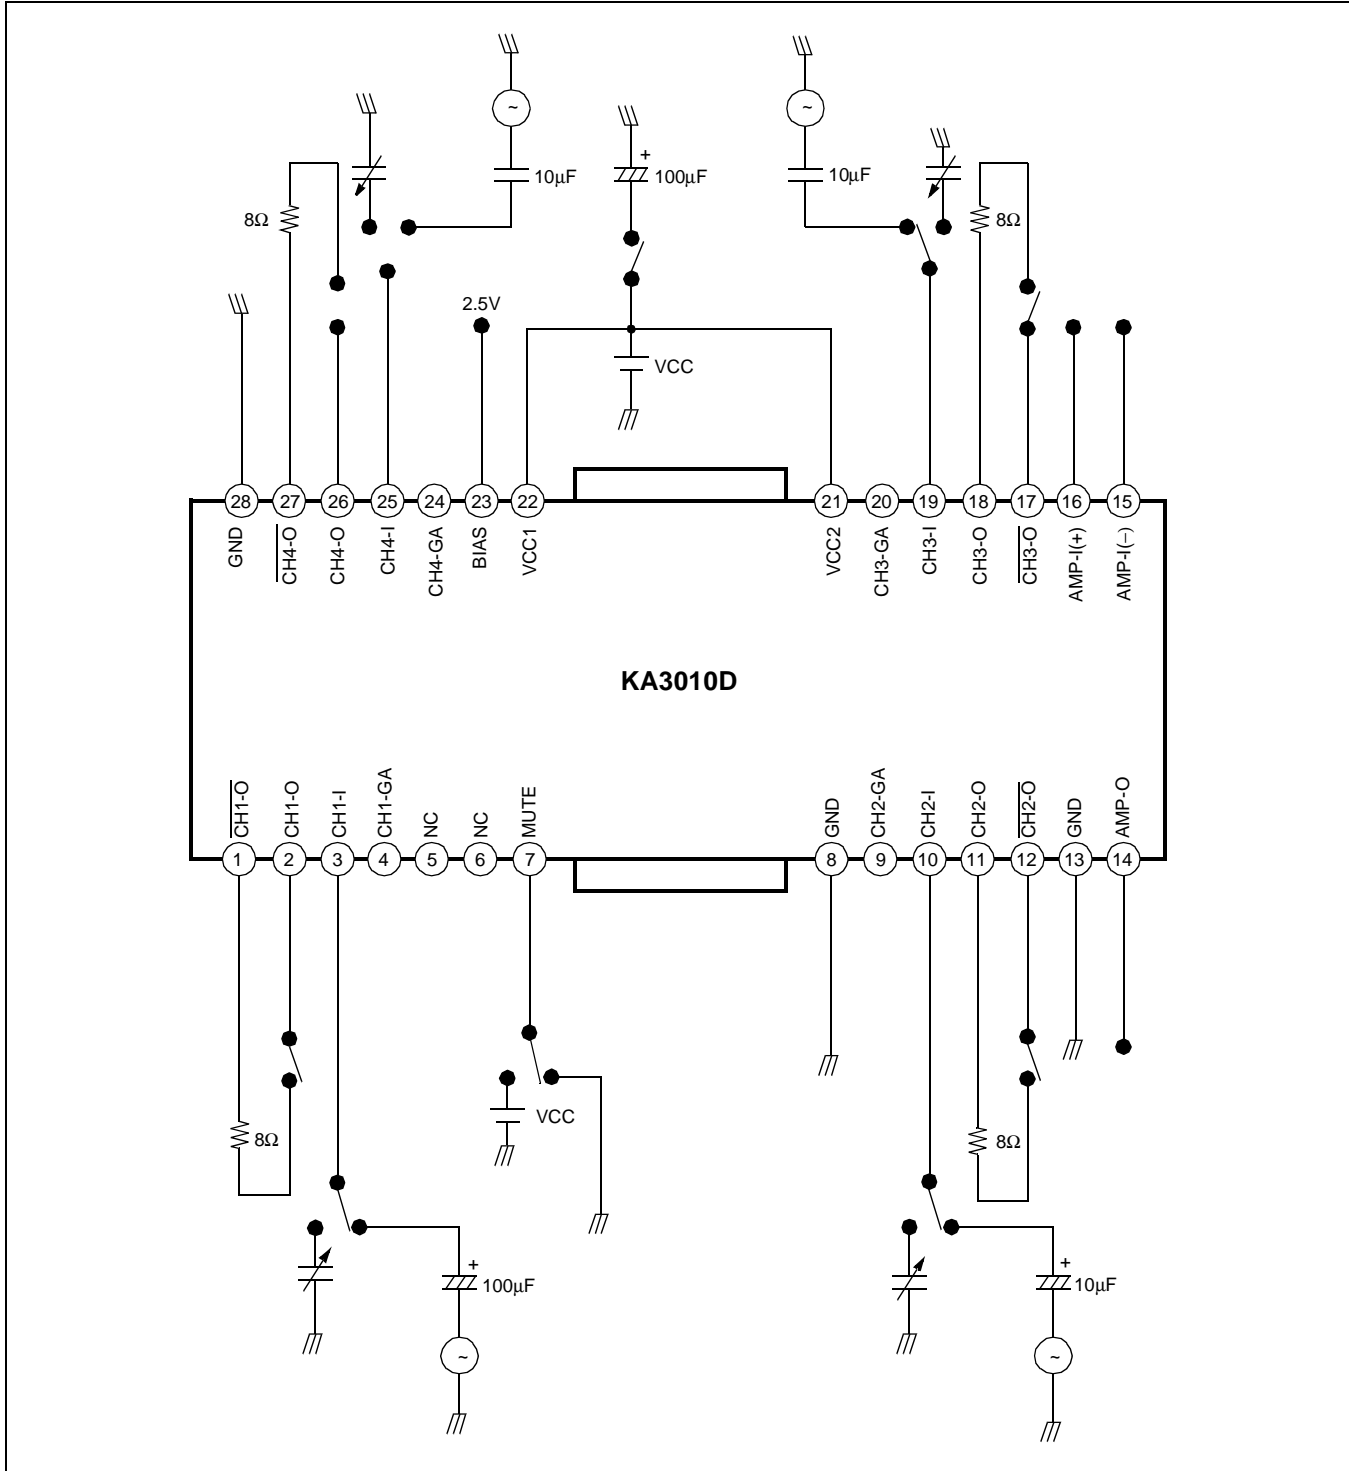 ~
~
10µF
+
100µF
10µF
8Ω
8Ω
2.5V
VCC
28
27
26
25
24
23
22
21
20
19
18
17
16
15
GND
CH4-O
CH4-O
CH4-I
CH4-GA
BIAS
VCC1
VCC2
CH3-GA
CH3-I
CH3-O
CH3-O
AMP-I(+)
AMP-I(−)
KA3010D
CH1-O
CH1-O
CH1-I
CH1-GA
NC
NC
MUTE
GND
CH2-GA
CH2-I
CH2-O
CH2-O
GND
AMP-O
1
2
3
4
5
6
7
8
9
10
11
12
13
14
VCC
8Ω
8Ω
+
100µF
+
10µF
~
~